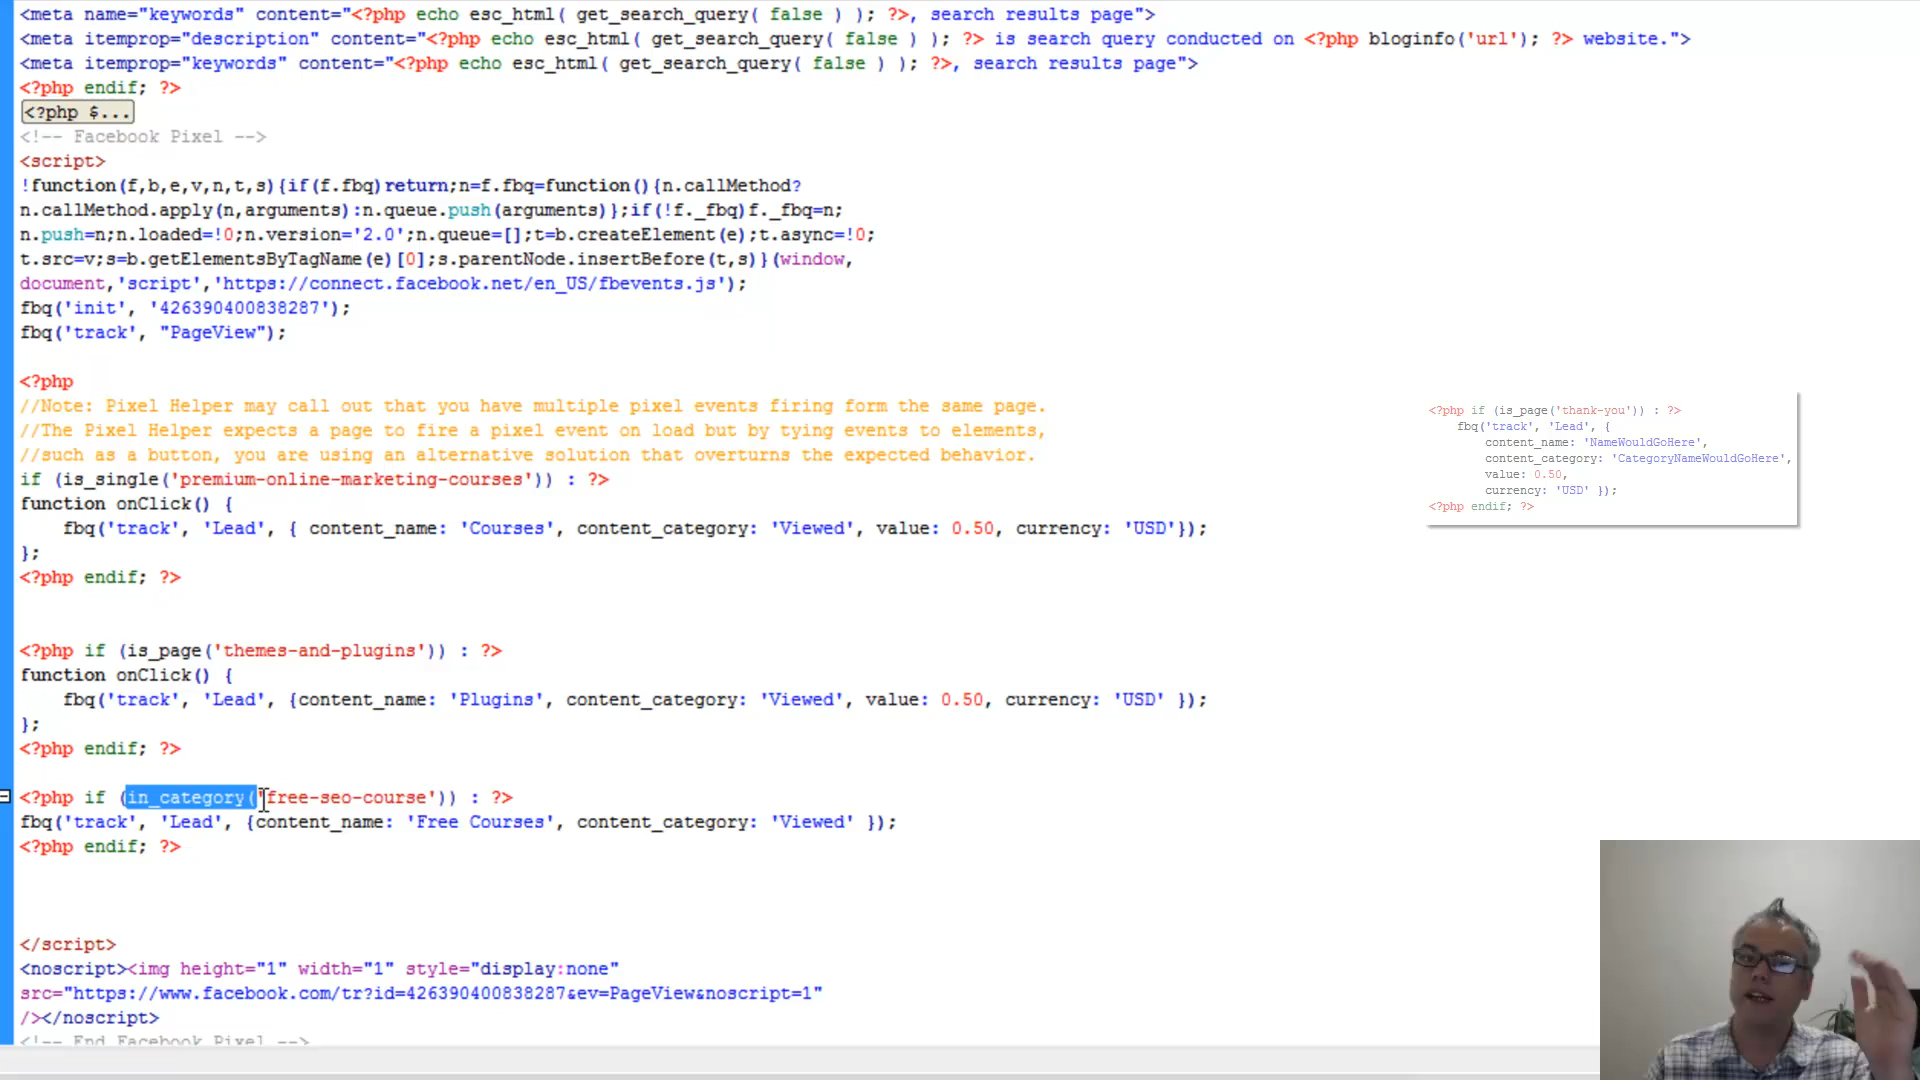 <meta name="keywords" content="<?php echo esc_html( get_search_query( false ) ); ?>, search results page">
<meta itemprop="description" content="<?php echo esc_html( get_search_query( false ) ); ?> is search query conducted on <?php bloginfo('url'); ?> website.">
<meta itemprop="keywords" content="<?php echo esc_html( get_search_query( false ) ); ?>, search results page">
<?php endif; ?>
<?php $...
<!-- Facebook Pixel -->
<script>
!function(f,b,e,v,n,t,s){if(f.fbq)return;n=f.fbq=function(){n.callMethod?
n.callMethod.apply(n,arguments):n.queue.push(arguments)};if(!f._fbq)f._fbq=n;
n.push=n;n.loaded=!0;n.version='2.0';n.queue=[];t=b.createElement(e);t.async=!0;
t.src=v;s=b.getElementsByTagName(e)[0];s.parentNode.insertBefore(t,s)}(window,
document,'script','https://connect.facebook.net/en_US/fbevents.js');
fbq('init', '426390400838287');
fbq('track', "PageView");
<?php
//Note: Pixel Helper may call out that you have multiple pixel events firing form the same page.
//The Pixel Helper expects a page to fire a pixel event on load but by tying events to elements,
//such as a button, you are using an alternative solution that overturns the expected behavior.
if (is_single('premium-online-marketing-courses')) : ?>
function onClick() {
fbq('track', 'Lead', { content_name: 'Courses', content_category: 'Viewed', value: 0.50, currency: 'USD'});
};
<?php endif; ?>
<?php if (is_page('themes-and-plugins')) : ?>
function onClick() {
fbq('track', 'Lead', {content_name: 'Plugins', content_category: 'Viewed', value: 0.50, currency: 'USD' });
};
<?php endif; ?>
<?php if (in_category('free-seo-course')) : ?>
fbq('track', 'Lead', {content_name: 'Free Courses', content_category: 'Viewed' });
<?php endif; ?>
</script>
<noscript><img height="1" width="1" style="display:none"
src="https://www.facebook.com/tr?id=426390400838287&ev=PageView&noscript=1"
/></noscript>
<!-- End Facebook Pixel -->
<?php if (is_page('thank-you')) : ?>
fbq('track', 'Lead', {
content_name: 'NameWouldGoHere',
content_category: 'CategoryNameWouldGoHere',
value: 0.50,
currency: 'USD' });
<?php endif; ?>